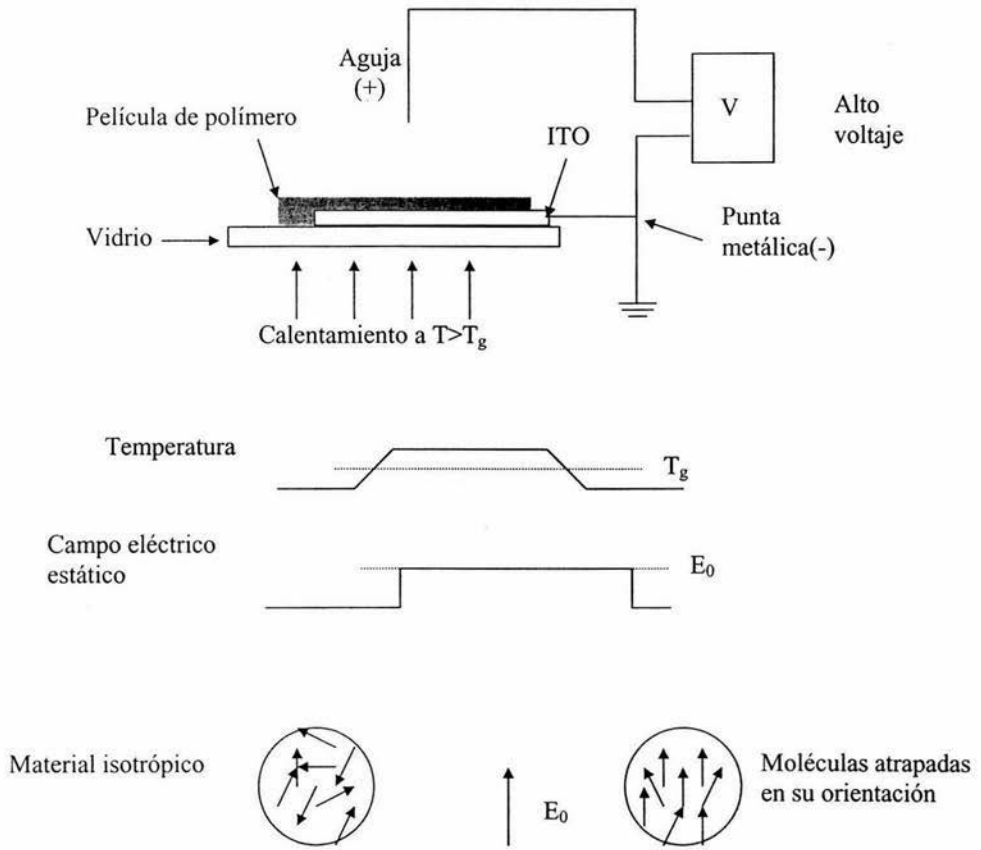 Aguja
(+)
V
Alto
voltaje
Película de polímero
ITO
Vidrio
Punta
metálica(-)
Calentamiento a T>Tg
Temperatura
Tg
Campo eléctrico
estático
E0
Material isotrópico
E0
Moléculas atrapadas
en su orientación